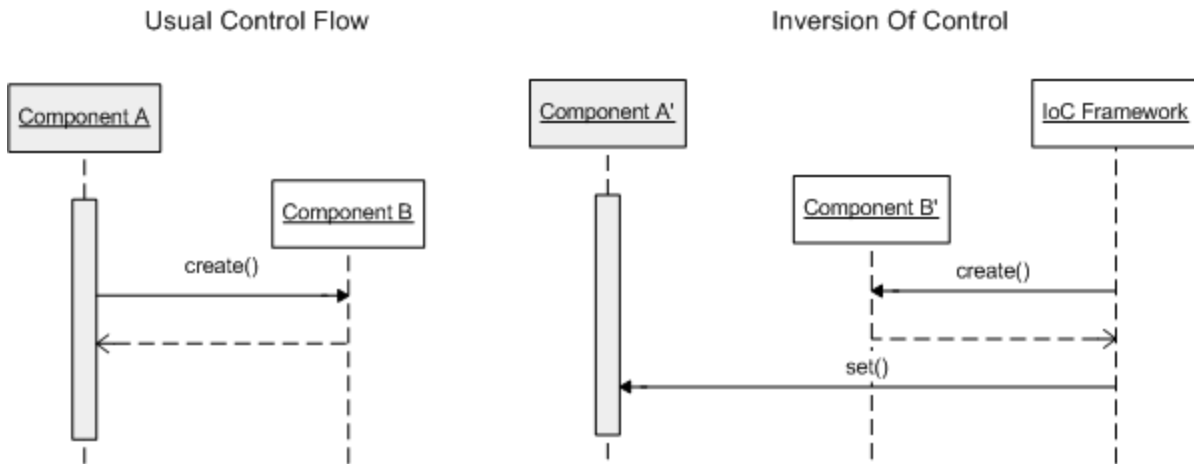 Usual Control Flow
Inversion Of Control
Component A
Component B
create()
Component A'
IoC Framework
Component B'
create()
set()